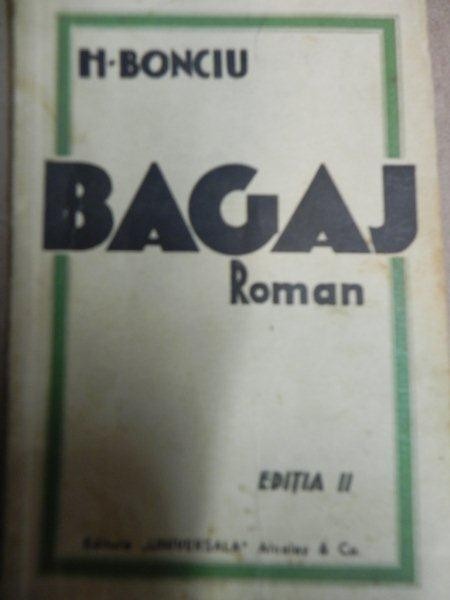 H·BONCIU
BAGAJ
Roman
EDIȚIA II
Editura „UNIVERSALA" Alcalay & Co.